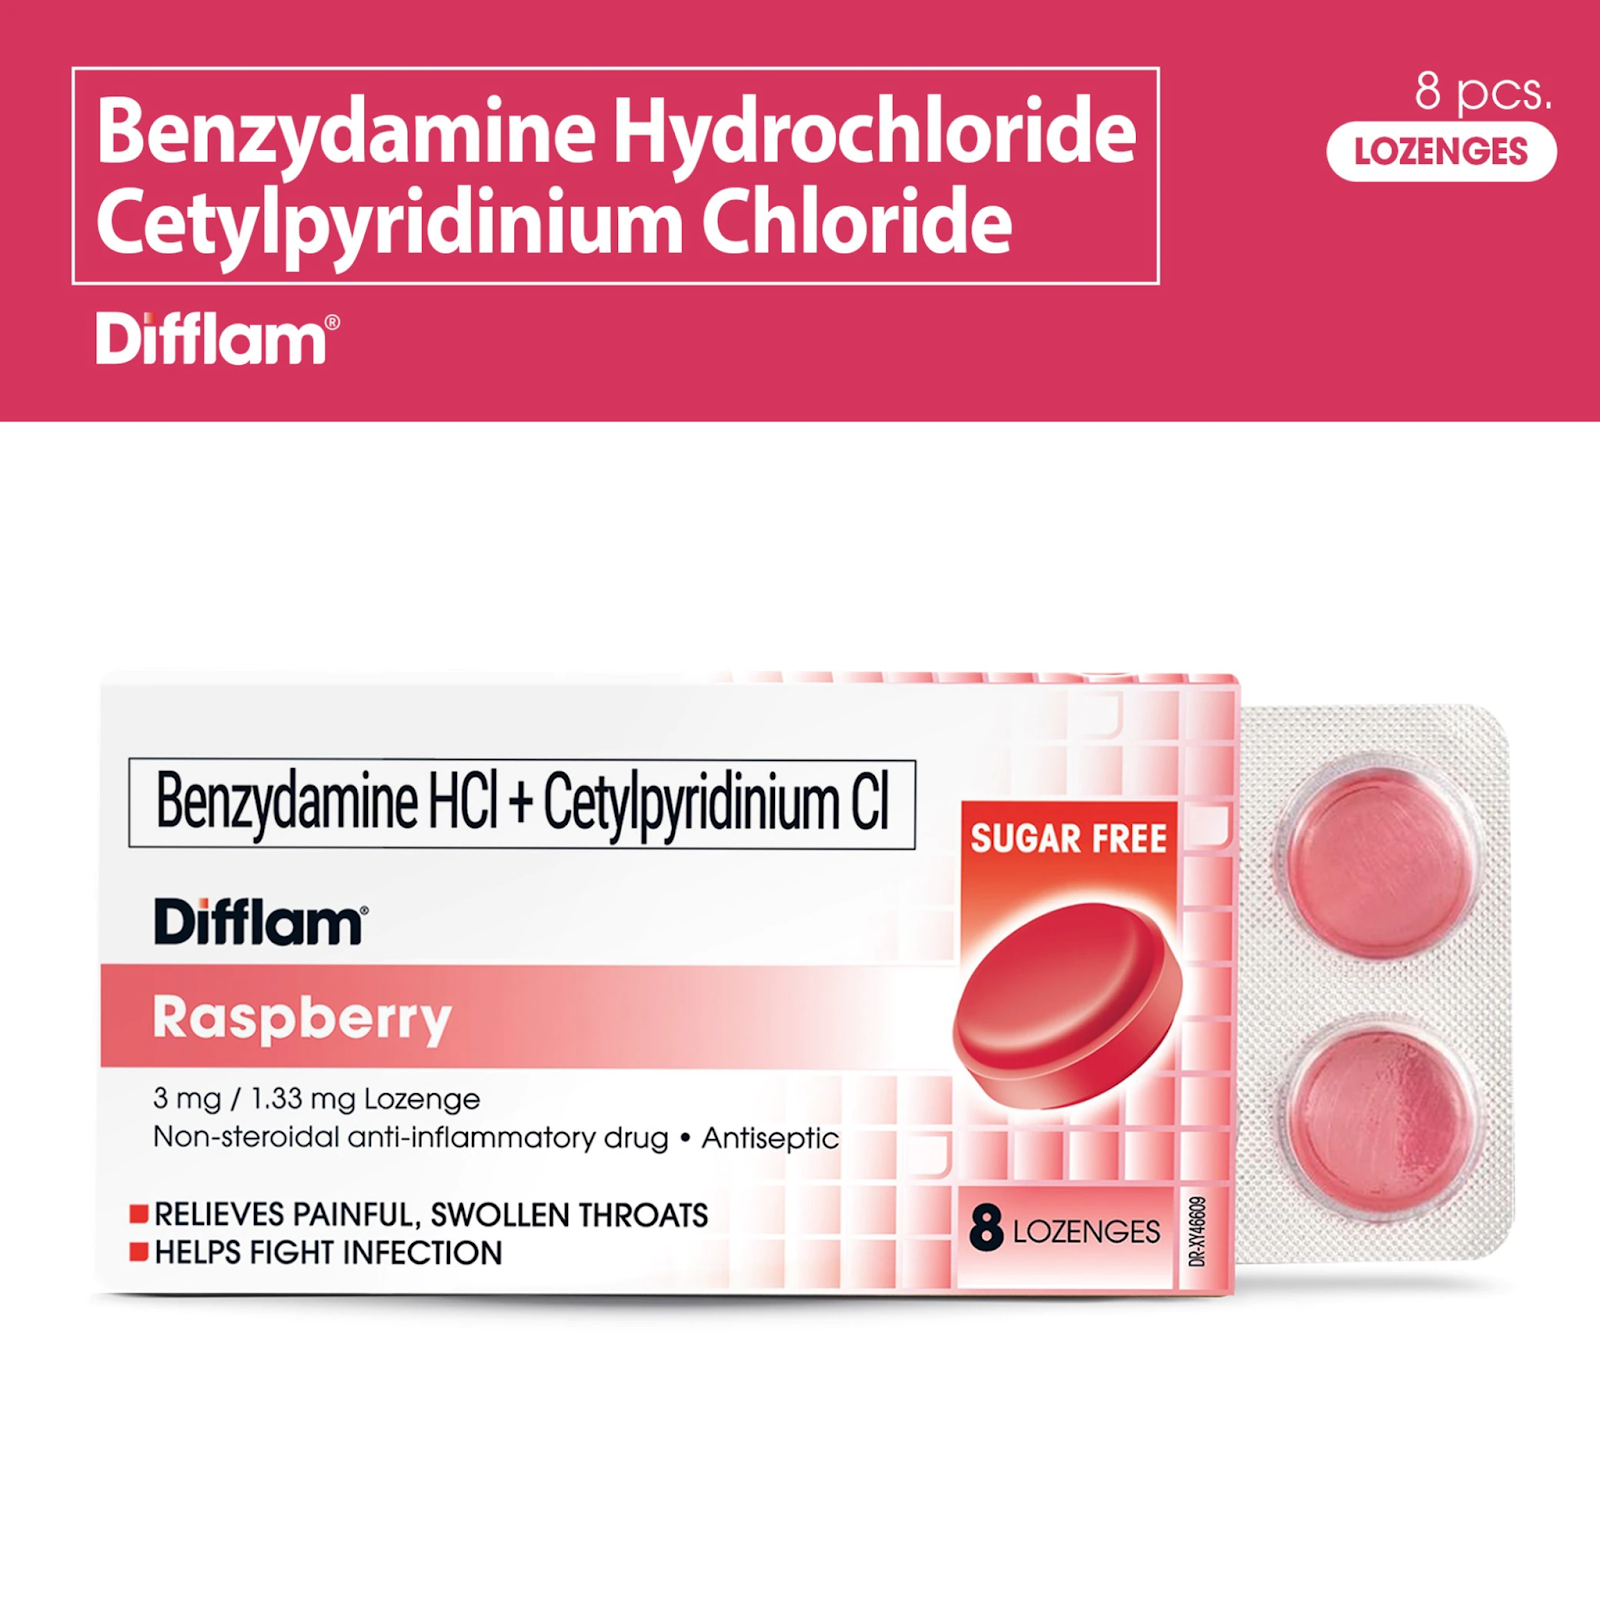 Benzydamine Hydrochloride
Cetylpyridinium Chloride
Difflam®
8 pcs.
LOZENGES
Benzydamine HCl + Cetylpyridinium Cl
Difflam®
Raspberry
3 mg / 1.33 mg Lozenge
Non-steroidal anti-inflammatory drug • Antiseptic
RELIEVES PAINFUL, SWOLLEN THROATS
HELPS FIGHT INFECTION
SUGAR FREE
8 LOZENGES
DR-XY46609